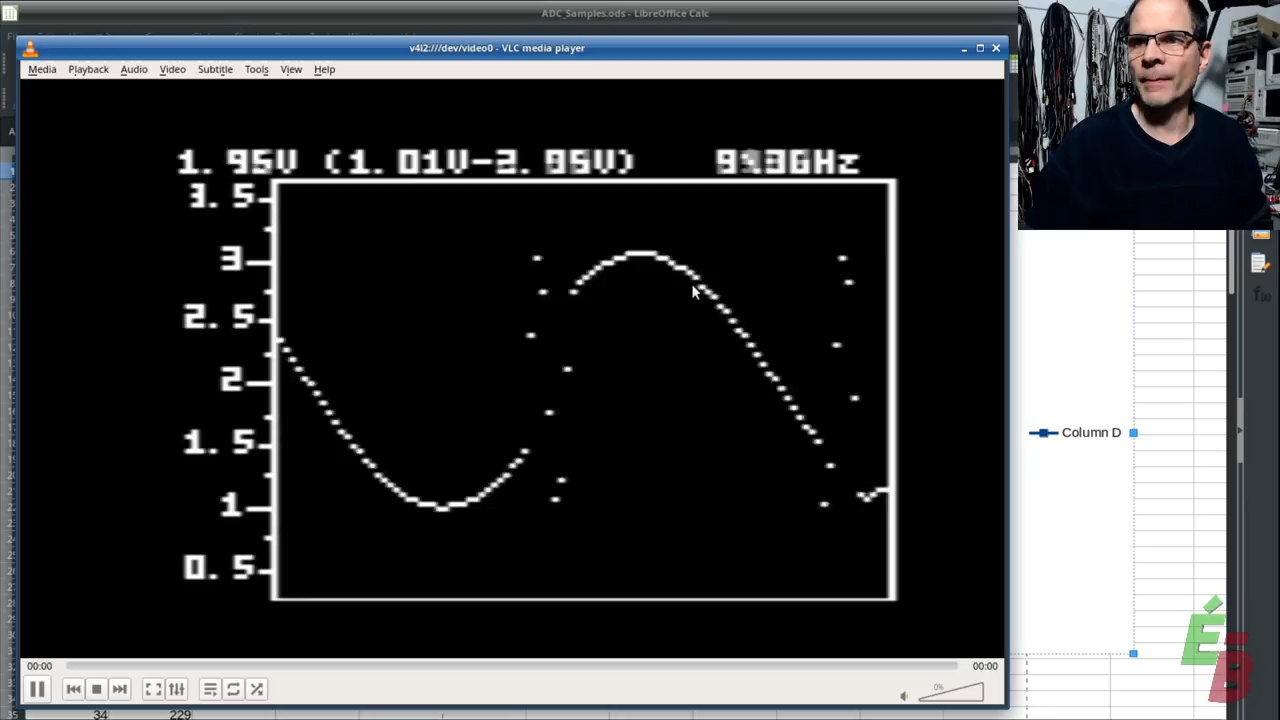 ADC_Samples.ods - LibreOffice Calc
v4l2:///dev/video0 - VLC media player
Media Playback Audio Video Subtitle Tools View Help
1.95V (1.01V-2.95V)
3.5
3
2.5
2
1.5
1
0.5
Column D
00:00 00:00
0%
34 229
ÉB